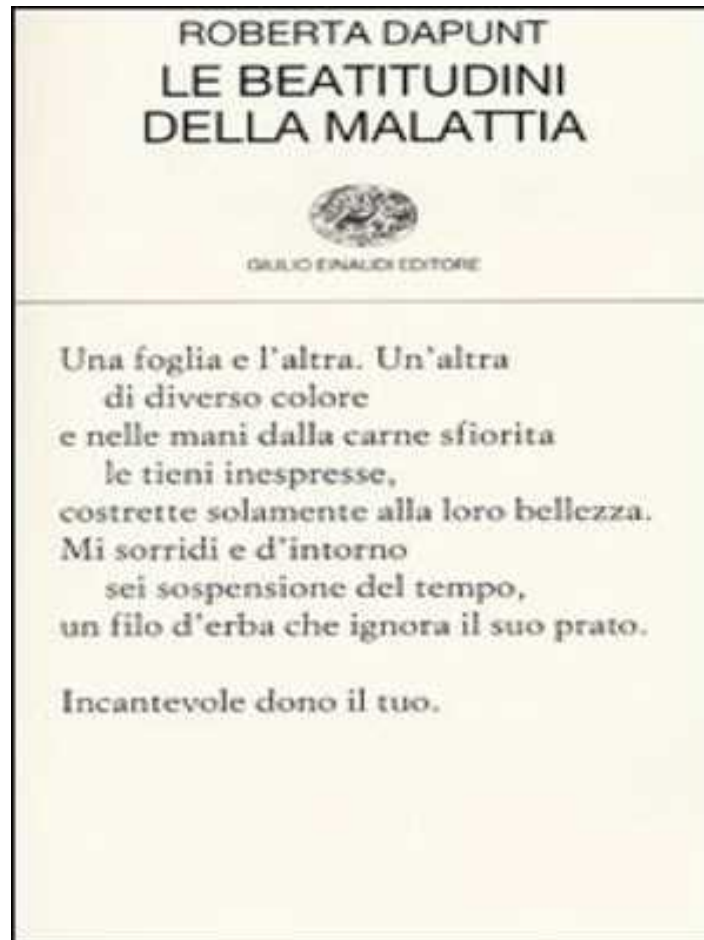 ROBERTA DAPUNT
LE BEATITUDINI
DELLA MALATTIA
GIULIO EINAUDI EDITORE
Una foglia e l'altra. Un'altra
di diverso colore
e nelle mani dalla carne sfiorita
le tieni inespresse,
costrette solamente alla loro bellezza.
Mi sorridi e d'intorno
sei sospensione del tempo,
un filo d'erba che ignora il suo prato.
Incantevole dono il tuo.